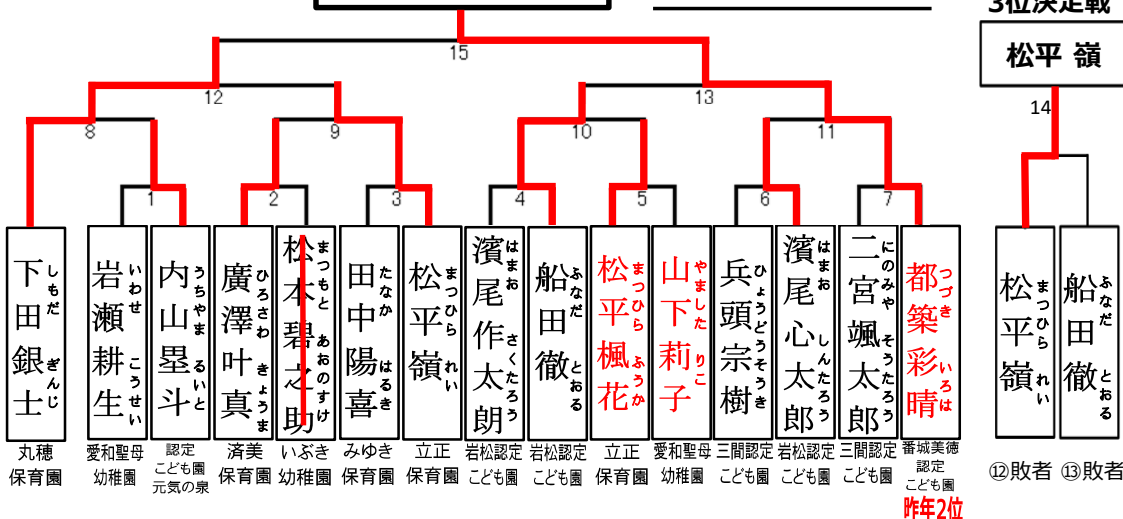 3位決定戦
松平 嶺
15
12
13
14
8
9
10
11
1
2
3
4
5
6
7
下田 銀士
しもだ ぎんじ
丸穂
保育園
岩瀬 耕生
いわせ こうせい
愛和聖母
幼稚園
内山 塁斗
うちやま るいと
認定
こども園
元気の泉
廣澤 叶真
ひろさわ きょうま
済美
保育園
松本 碧之助
まつもと あおのすけ
いぶき
幼稚園
田中 陽喜
たなか はるき
みゆき
保育園
松平 嶺
まつひら れい
立正
保育園
濱尾 作太朗
はまお さくたろう
岩松認定
こども園
船田 徹
ふなだ とおる
岩松認定
こども園
松平 楓花
まつひら ふうか
立正
保育園
山下 莉子
やました りこ
愛和聖母
幼稚園
兵頭 宗樹
ひょうどうそうき
三間認定
こども園
濱尾 心太郎
はまお しんたろう
岩松認定
こども園
二宮 颯太郎
にのみや そうたろう
三間認定
こども園
都築 彩晴
つづき いろは
番城美徳
認定
こども園
昨年2位
松平 嶺
まつひら れい
⑫敗者
船田 徹
ふなだ とおる
⑬敗者